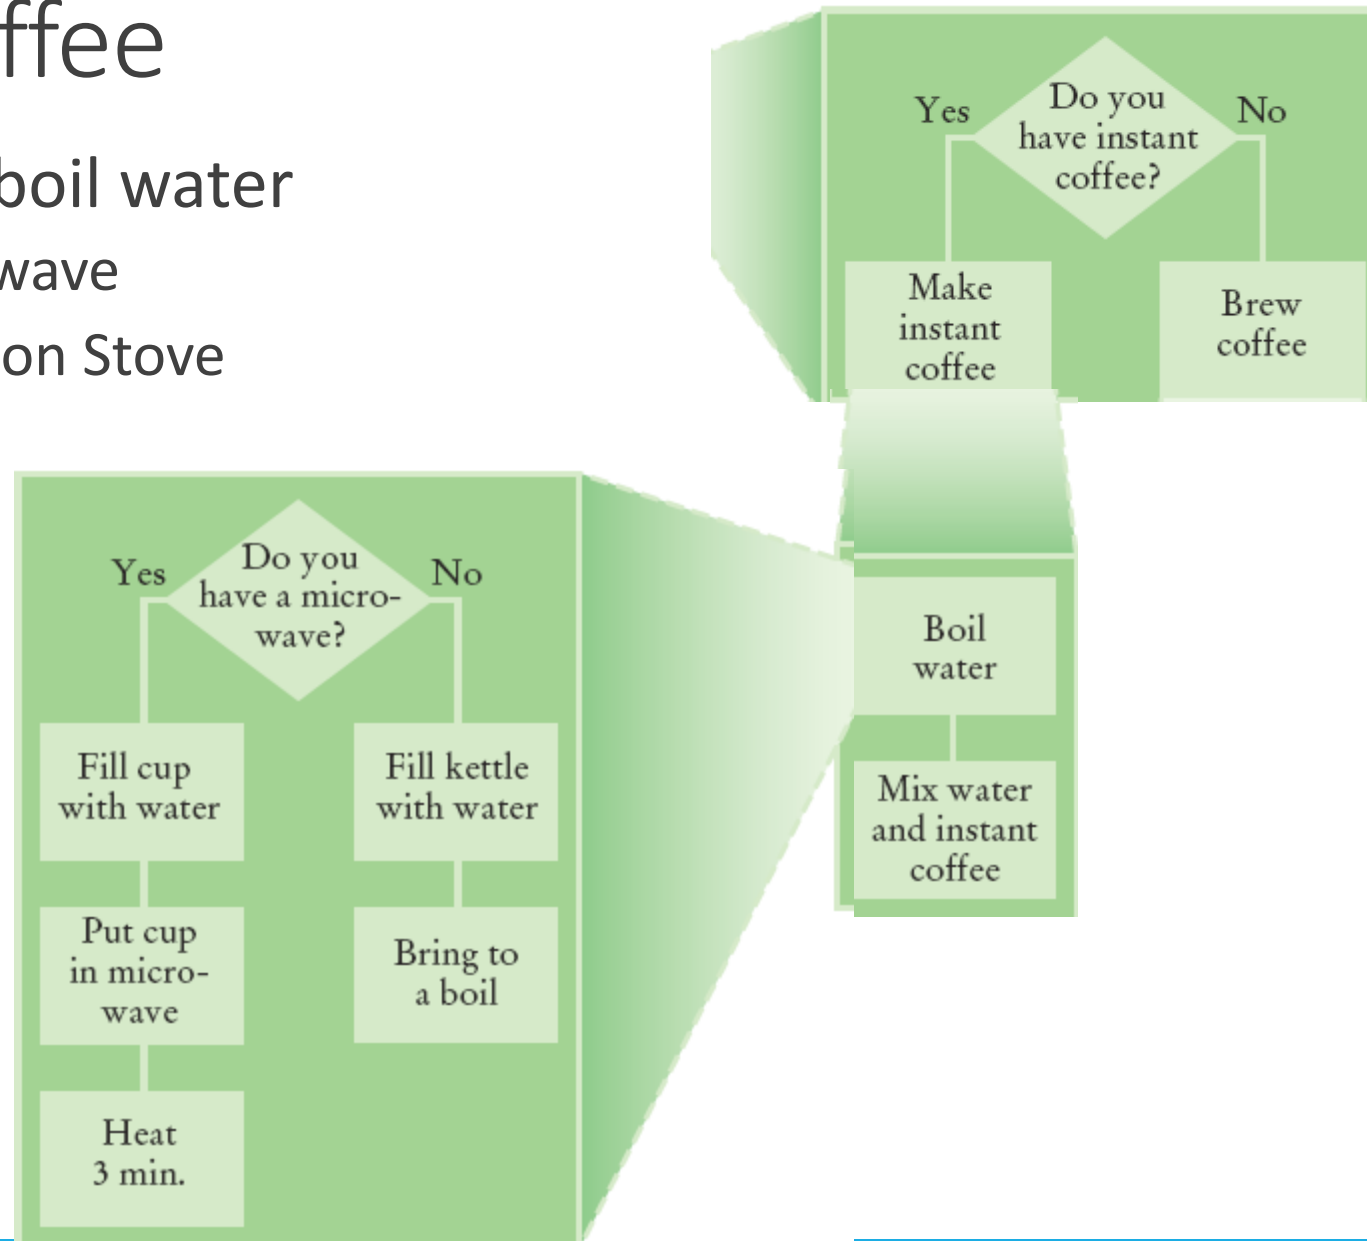 ffee
boil water
wave
on Stove
Do you
have instant
coffee?
Yes
No
Make
instant
coffee
Brew
coffee
Boil
water
Mix water
and instant
coffee
Do you
have a micro-
wave?
Yes
No
Fill cup
with water
Put cup
in micro-
wave
Heat
3 min.
Fill kettle
with water
Bring to
a boil